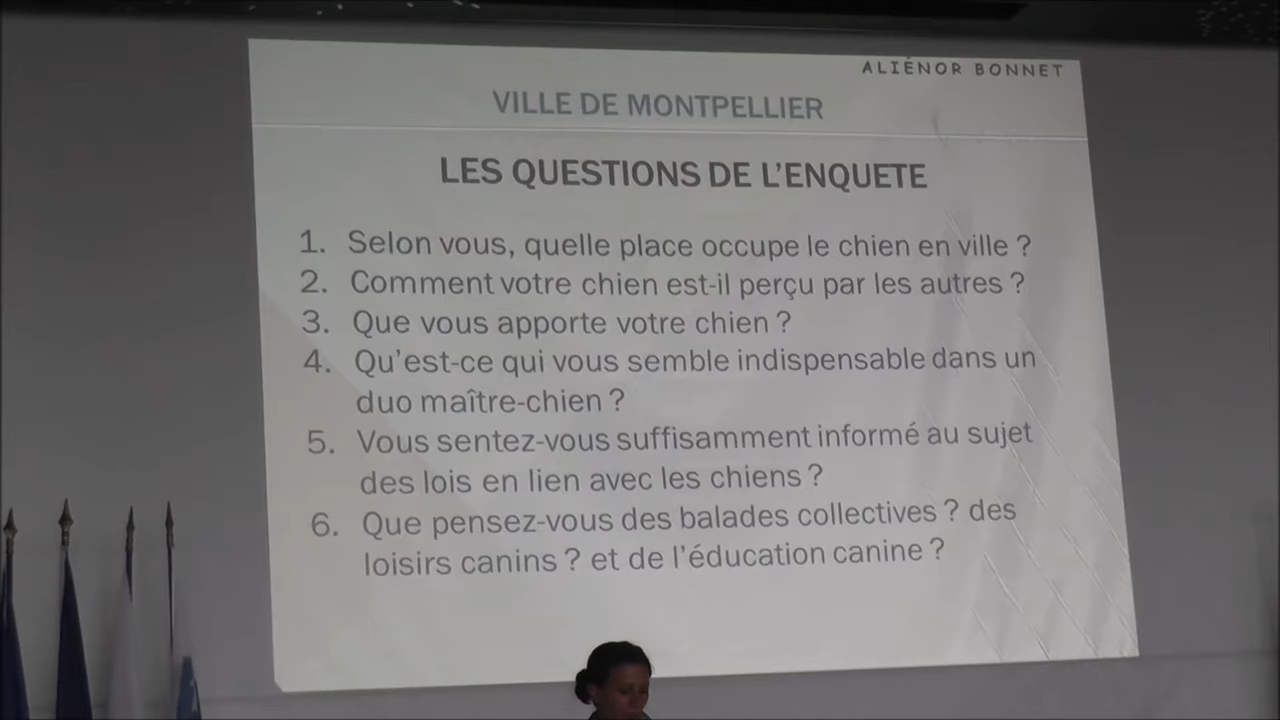 ALIÉNOR BONNET
VILLE DE MONTPELLIER
LES QUESTIONS DE L'ENQUETE
1. Selon vous, quelle place occupe le chien en ville ?
2. Comment votre chien est-il perçu par les autres ?
3. Que vous apporte votre chien ?
4. Qu'est-ce qui vous semble indispensable dans un
duo maître-chien ?
5. Vous sentez-vous suffisamment informé au sujet
des lois en lien avec les chiens ?
6. Que pensez-vous des balades collectives ? des
loisirs canins ? et de l'éducation canine ?